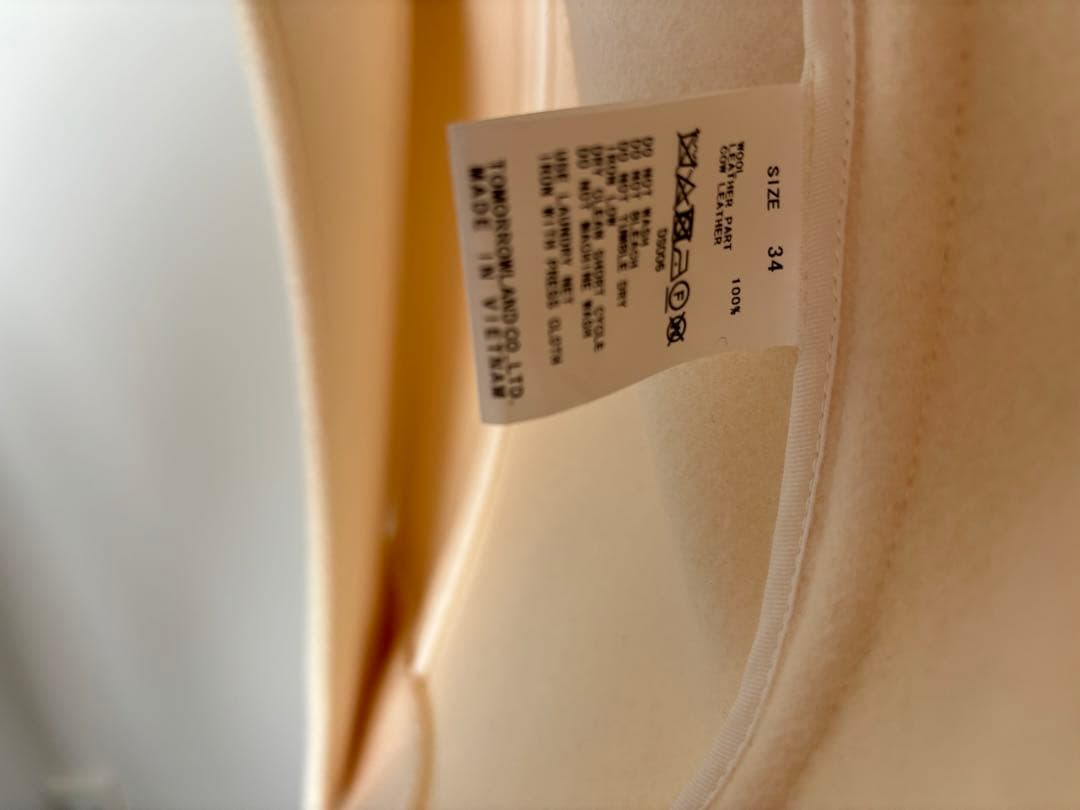 SIZE 34
WOOL 100%
LEATHER PART
COW LEATHER
DS006
DO NOT WASH
DO NOT BLEACH
DO NOT TUMBLE DRY
IRON LOW
DRY CLEAN SHORT CYCLE
DO NOT MACHINE WASH
USE LAUNDRY NET
IRON WITH PRESS CLOTH
TOMORROWLAND CO.,LTD.
MADE IN VIETNAM